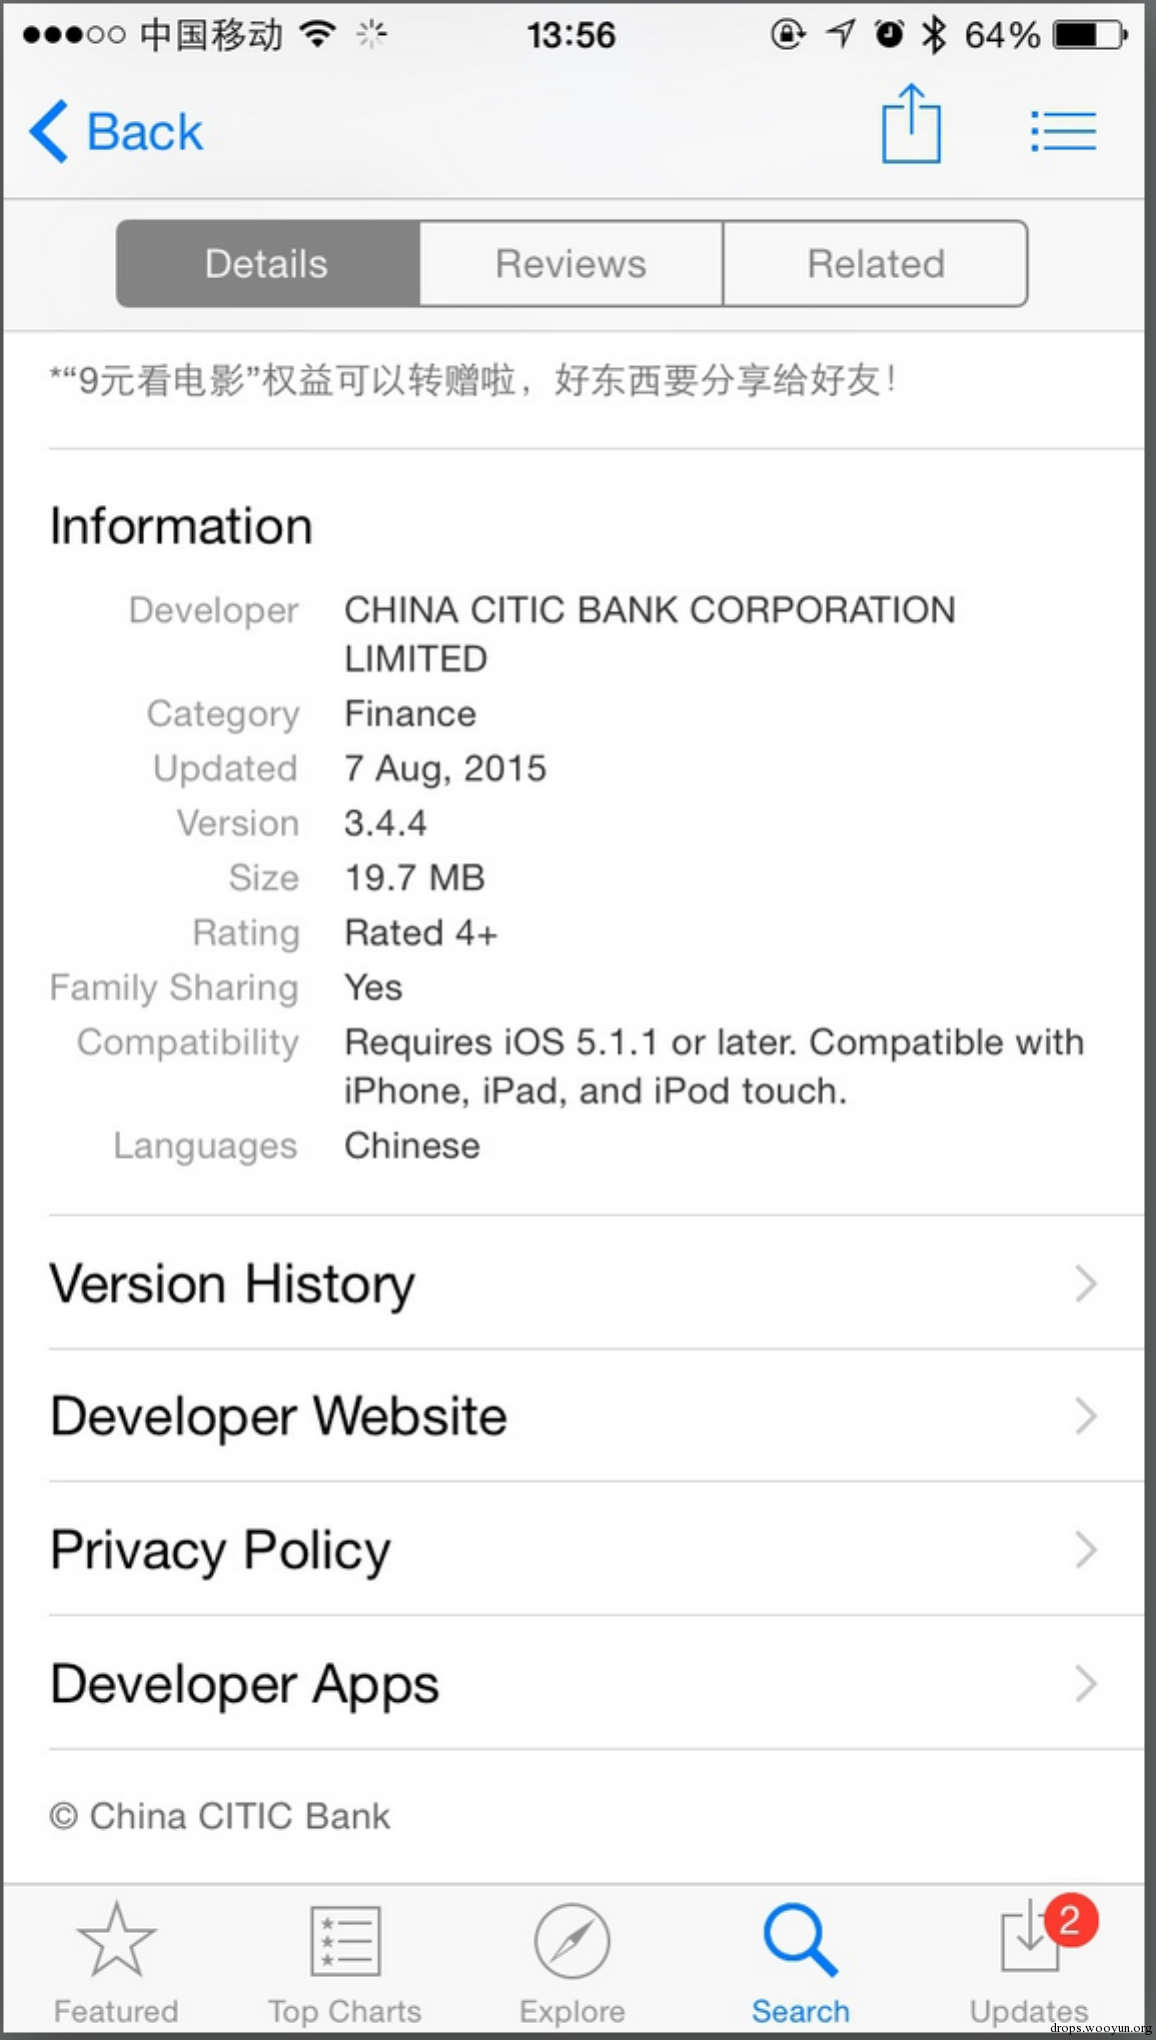 中国移动 13:56 64%
Back
Details Reviews Related
*“9元看电影”权益可以转赠啦，好东西要分享给好友！
Information
Developer CHINA CITIC BANK CORPORATION
LIMITED
Category Finance
Updated 7 Aug, 2015
Version 3.4.4
Size 19.7 MB
Rating Rated 4+
Family Sharing Yes
Compatibility Requires iOS 5.1.1 or later. Compatible with
iPhone, iPad, and iPod touch.
Languages Chinese
Version History
Developer Website
Privacy Policy
Developer Apps
© China CITIC Bank
2
Featured Top Charts Explore Search Updates
drops.wooyun.org